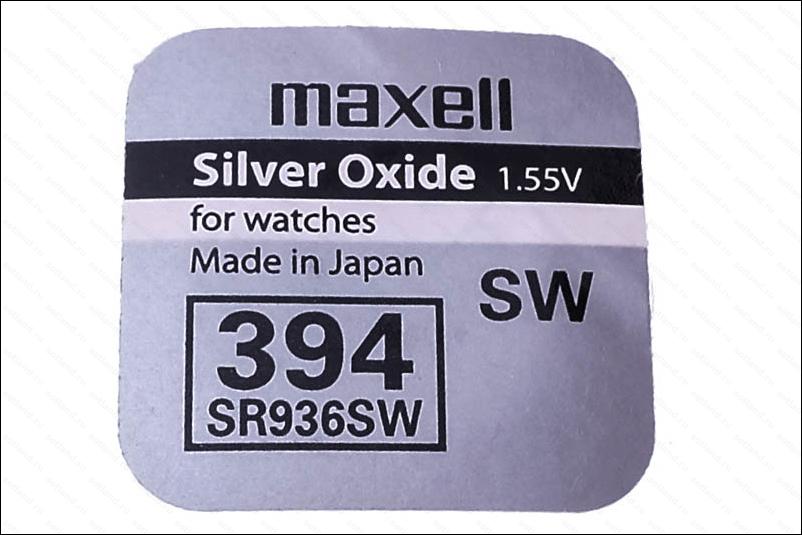 maxell
Silver Oxide 1.55V
for watches
Made in Japan
SW
394
SR936SW